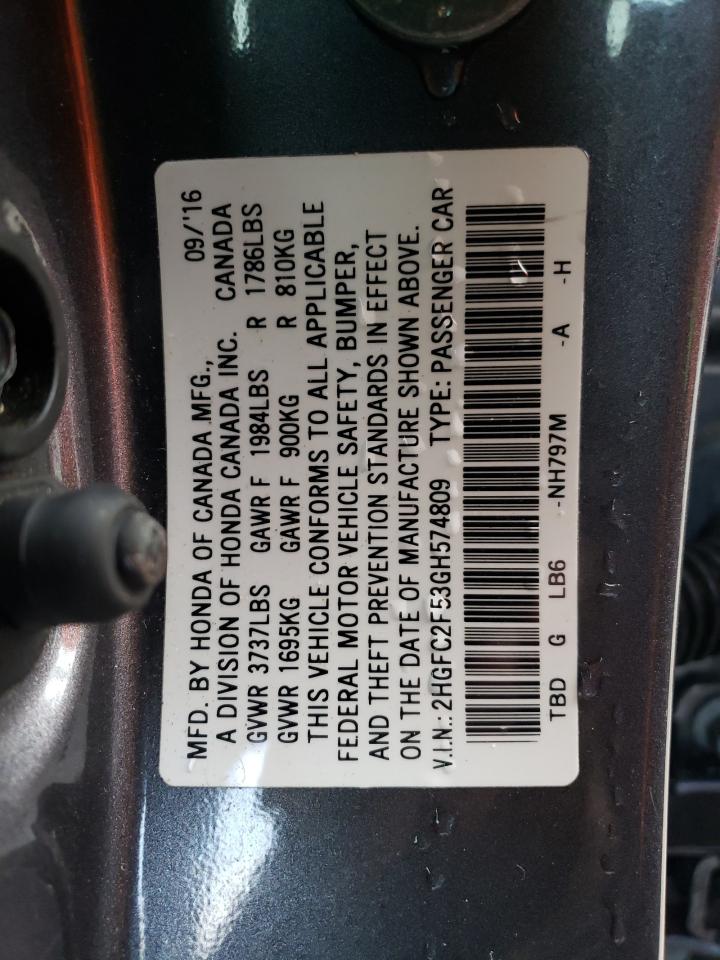 MFD. BY HONDA OF CANADA MFG., 09/'16
A DIVISION OF HONDA CANADA INC. CANADA
GVWR 3737LBS GAWR F 1984LBS R 1786LBS
GVWR 1695KG GAWR F 900KG R 810KG
THIS VEHICLE CONFORMS TO ALL APPLICABLE
FEDERAL MOTOR VEHICLE SAFETY, BUMPER,
AND THEFT PREVENTION STANDARDS IN EFFECT
ON THE DATE OF MANUFACTURE SHOWN ABOVE.
V.I.N.: 2HGFC2F53GH574809 TYPE: PASSENGER CAR
TBD G LB6 -NH797M -A -H